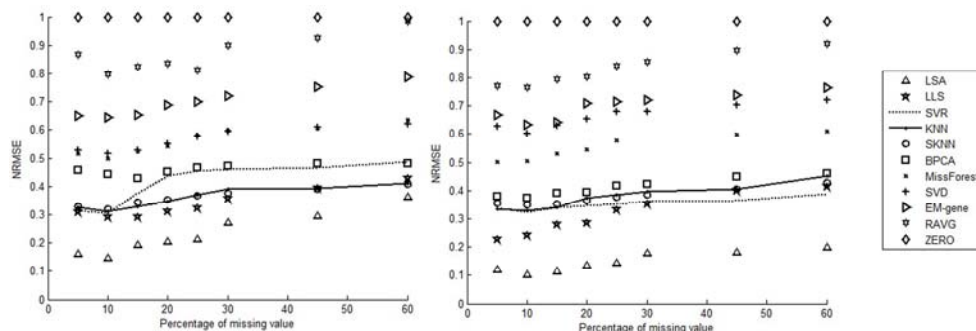 1
0.9
0.8
0.7
0.6
0.5
0.4
0.3
0.2
0.1
0
NRMSE
0 10 20 30 40 50 60
Percentage of missing value
1
0.9
0.8
0.7
0.6
0.5
0.4
0.3
0.2
0.1
0
NRMSE
0 10 20 30 40 50 60
Percentage of missing value
LSA
LLS
SVR
KNN
SKNN
BPCA
MissForest
SVD
EM-gene
RAVG
ZERO